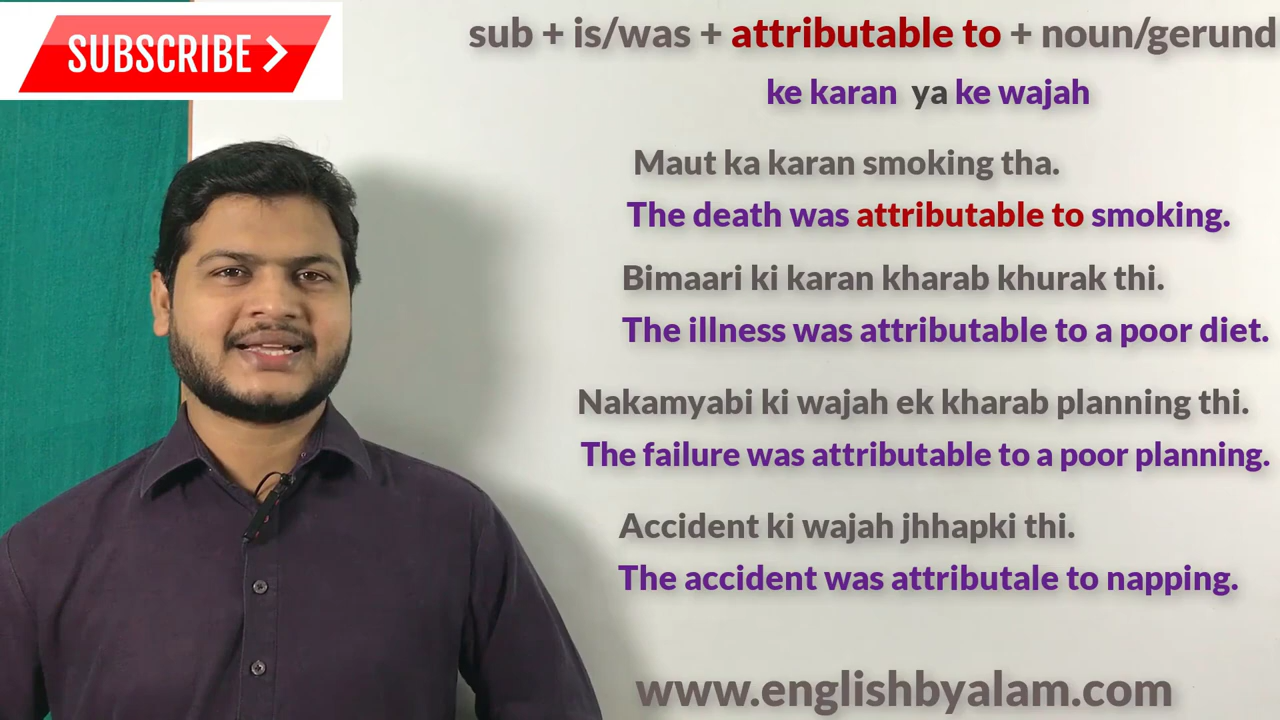 SUBSCRIBE
sub + is/was + attributable to + noun/gerund
ke karan ya ke wajah
Maut ka karan smoking tha.
The death was attributable to smoking.
Bimaari ki karan kharab khurak thi.
The illness was attributable to a poor diet.
Nakamyabi ki wajah ek kharab planning thi.
The failure was attributable to a poor planning.
Accident ki wajah jhhapki thi.
The accident was attributale to napping.
www.englishbyalam.com